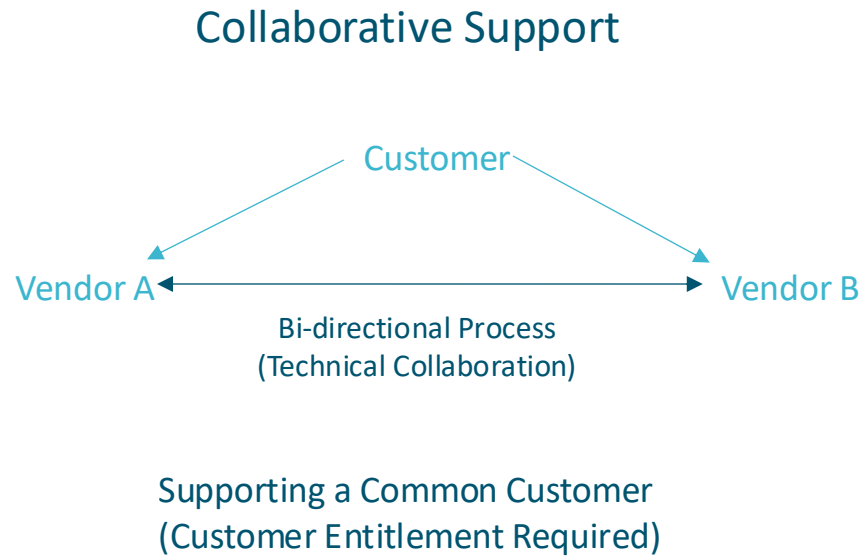 Collaborative Support
Customer
Vendor A
Vendor B
Bi-directional Process
(Technical Collaboration)
Supporting a Common Customer
(Customer Entitlement Required)